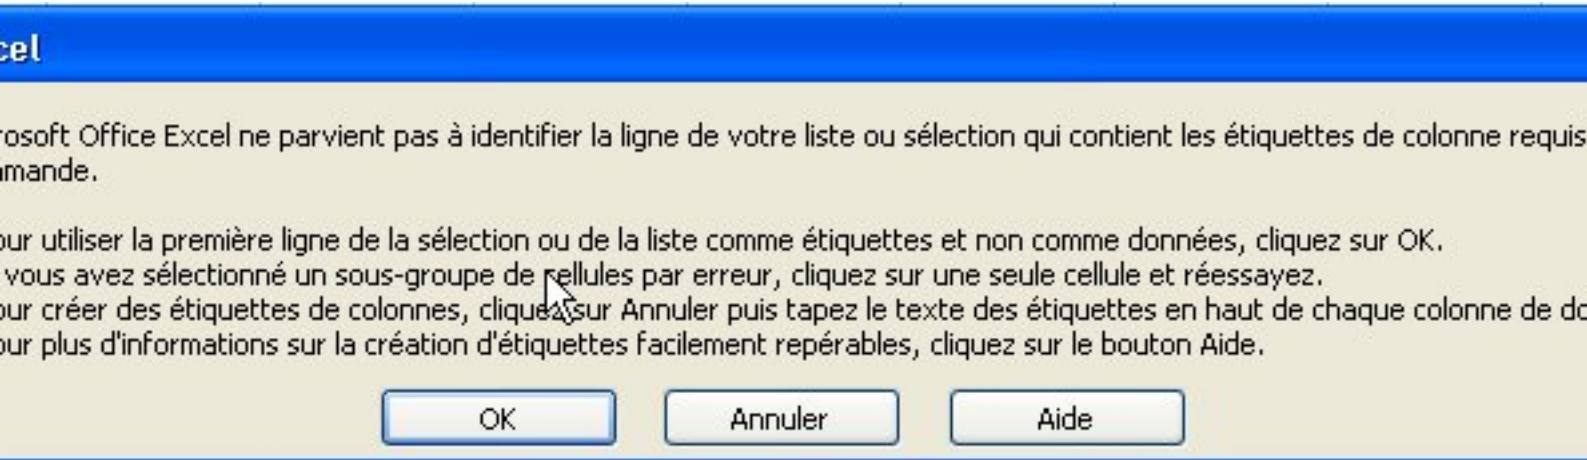 cel
rosoft Office Excel ne parvient pas à identifier la ligne de votre liste ou sélection qui contient les étiquettes de colonne requis
mande.
our utiliser la première ligne de la sélection ou de la liste comme étiquettes et non comme données, cliquez sur OK.
vous avez sélectionné un sous-groupe de cellules par erreur, cliquez sur une seule cellule et réessayez.
our créer des étiquettes de colonnes, cliquez sur Annuler puis tapez le texte des étiquettes en haut de chaque colonne de do
our plus d'informations sur la création d'étiquettes facilement repérables, cliquez sur le bouton Aide.
OK Annuler Aide